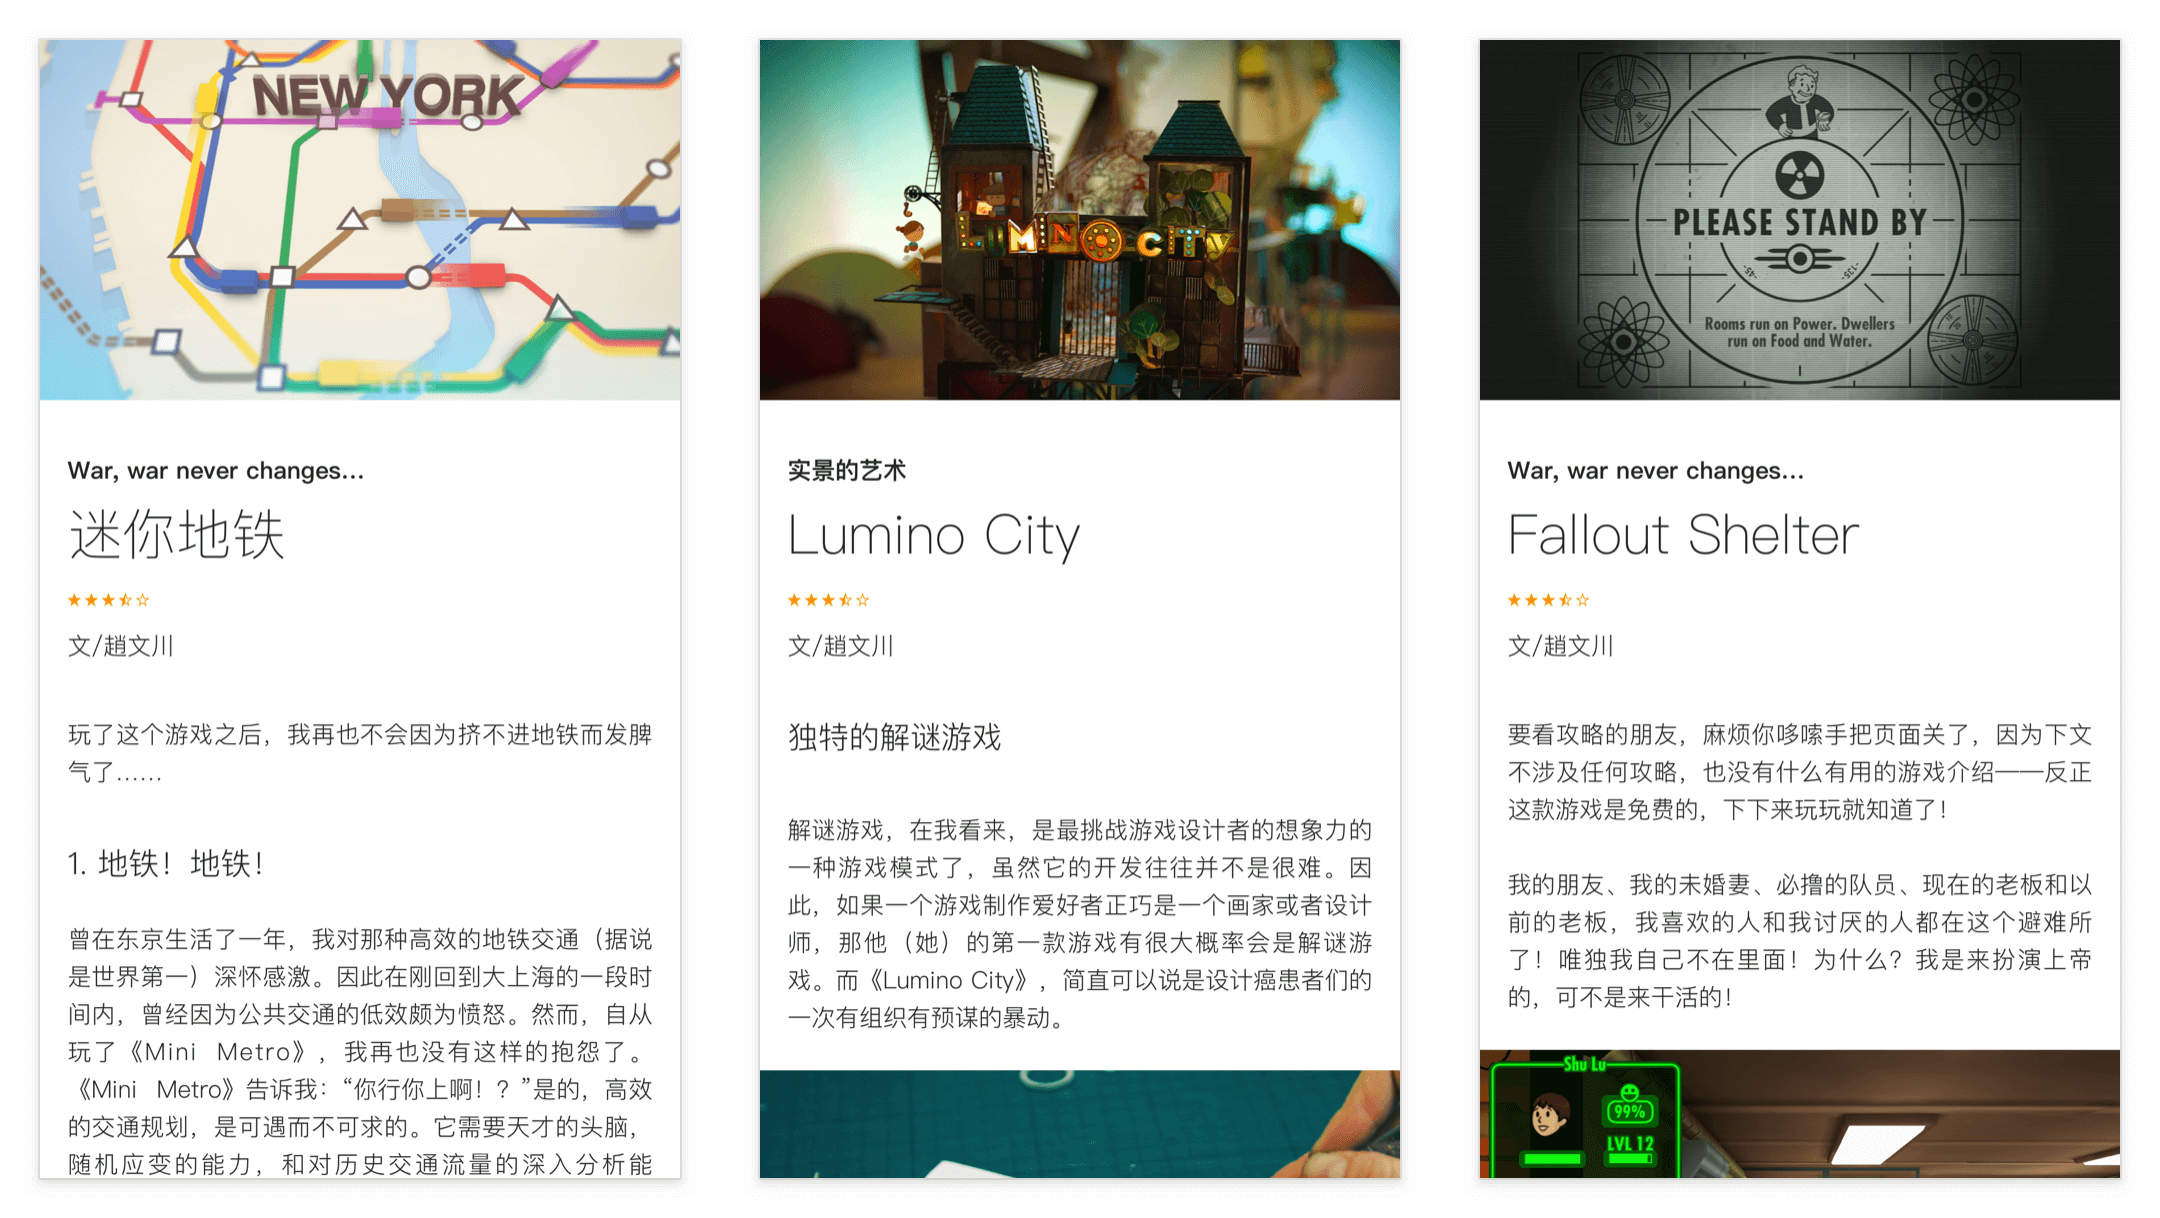 NEW YORK
War, war never changes…
迷你地铁
文/趙文川
玩了这个游戏之后，我再也不会因为挤不进地铁而发脾
气了……
1. 地铁！地铁！
曾在东京生活了一年，我对那种高效的地铁交通（据说
是世界第一）深怀感激。因此在刚回到大上海的一段时
间内，曾经因为公共交通的低效颇为愤怒。然而，自从
玩了《Mini Metro》，我再也没有这样的抱怨了。
《Mini Metro》告诉我：“你行你上啊！？”是的，高效
的交通规划，是可遇而不可求的。它需要天才的头脑，
随机应变的能力，和对历史交通流量的深入分析能
LUMINO CITY
实景的艺术
Lumino City
文/趙文川
独特的解谜游戏
解谜游戏，在我看来，是最挑战游戏设计者的想象力的
一种游戏模式了，虽然它的开发往往并不是很难。因
此，如果一个游戏制作爱好者正巧是一个画家或者设计
师，那他（她）的第一款游戏有很大概率会是解谜游
戏。而《Lumino City》，简直可以说是设计癌患者们的
一次有组织有预谋的暴动。
PLEASE STAND BY
-45-
-135-
Rooms run on Power. Dwellers
run on Food and Water.
War, war never changes…
Fallout Shelter
文/趙文川
要看攻略的朋友，麻烦你哆嗦手把页面关了，因为下文
不涉及任何攻略，也没有什么有用的游戏介绍——反正
这款游戏是免费的，下下来玩玩就知道了！
我的朋友、我的未婚妻、必撸的队员、现在的老板和以
前的老板，我喜欢的人和我讨厌的人都在这个避难所
了！唯独我自己不在里面！为什么？我是来扮演上帝
的，可不是来干活的！
Shu Lu
99%
LVL 12